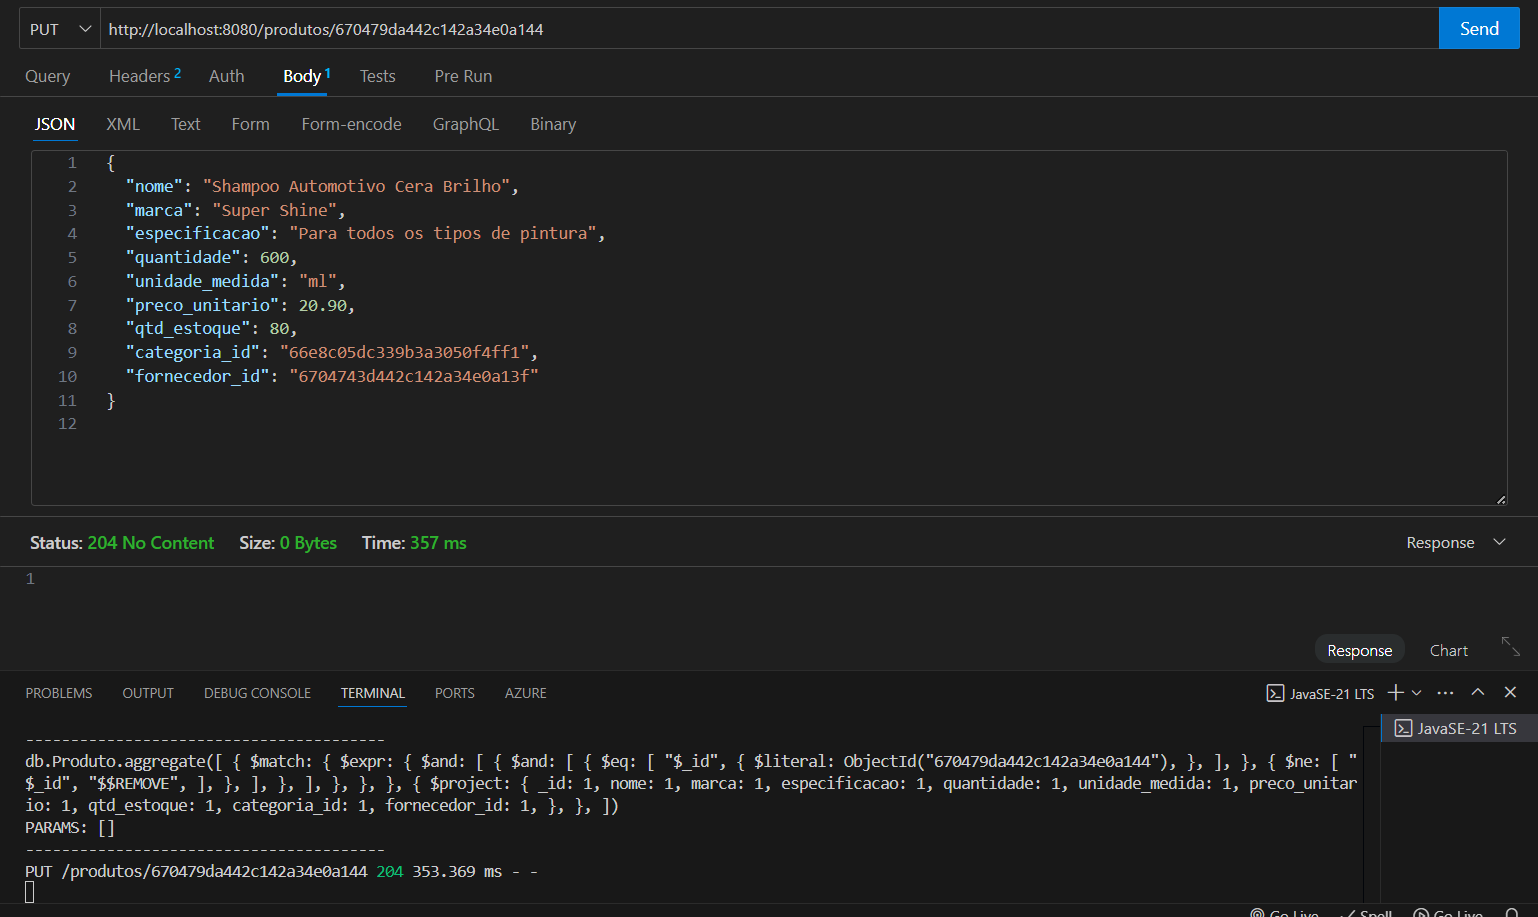 PUT http://localhost:8080/produtos/670479da442c142a34e0a144 Send
Query Headers 2 Auth Body 1 Tests Pre Run
JSON XML Text Form Form-encode GraphQL Binary
1 {
2 "nome": "Shampoo Automotivo Cera Brilho",
3 "marca": "Super Shine",
4 "especificacao": "Para todos os tipos de pintura",
5 "quantidade": 600,
6 "unidade_medida": "ml",
7 "preco_unitario": 20.90,
8 "qtd_estoque": 80,
9 "categoria_id": "66e8c05dc339b3a3050f4ff1",
10 "fornecedor_id": "6704743d442c142a34e0a13f"
11 }
12
Status: 204 No Content Size: 0 Bytes Time: 357 ms Response
1
Response Chart
PROBLEMS OUTPUT DEBUG CONSOLE TERMINAL PORTS AZURE JavaSE-21 LTS
JavaSE-21 LTS
----------------------------------------
db.Produto.aggregate([ { $match: { $expr: { $and: [ { $and: [ { $eq: [ "$_id", { $literal: ObjectId("670479da442c142a34e0a144"), }, ], }, { $ne: [ "
$_id", "$$REMOVE", ], }, ], }, ], }, }, }, { $project: { _id: 1, nome: 1, marca: 1, especificacao: 1, quantidade: 1, unidade_medida: 1, preco_unitar
io: 1, qtd_estoque: 1, categoria_id: 1, fornecedor_id: 1, }, }, ])
PARAMS: []
----------------------------------------
PUT /produtos/670479da442c142a34e0a144 204 353.369 ms - -
Go Live Spell Go Live